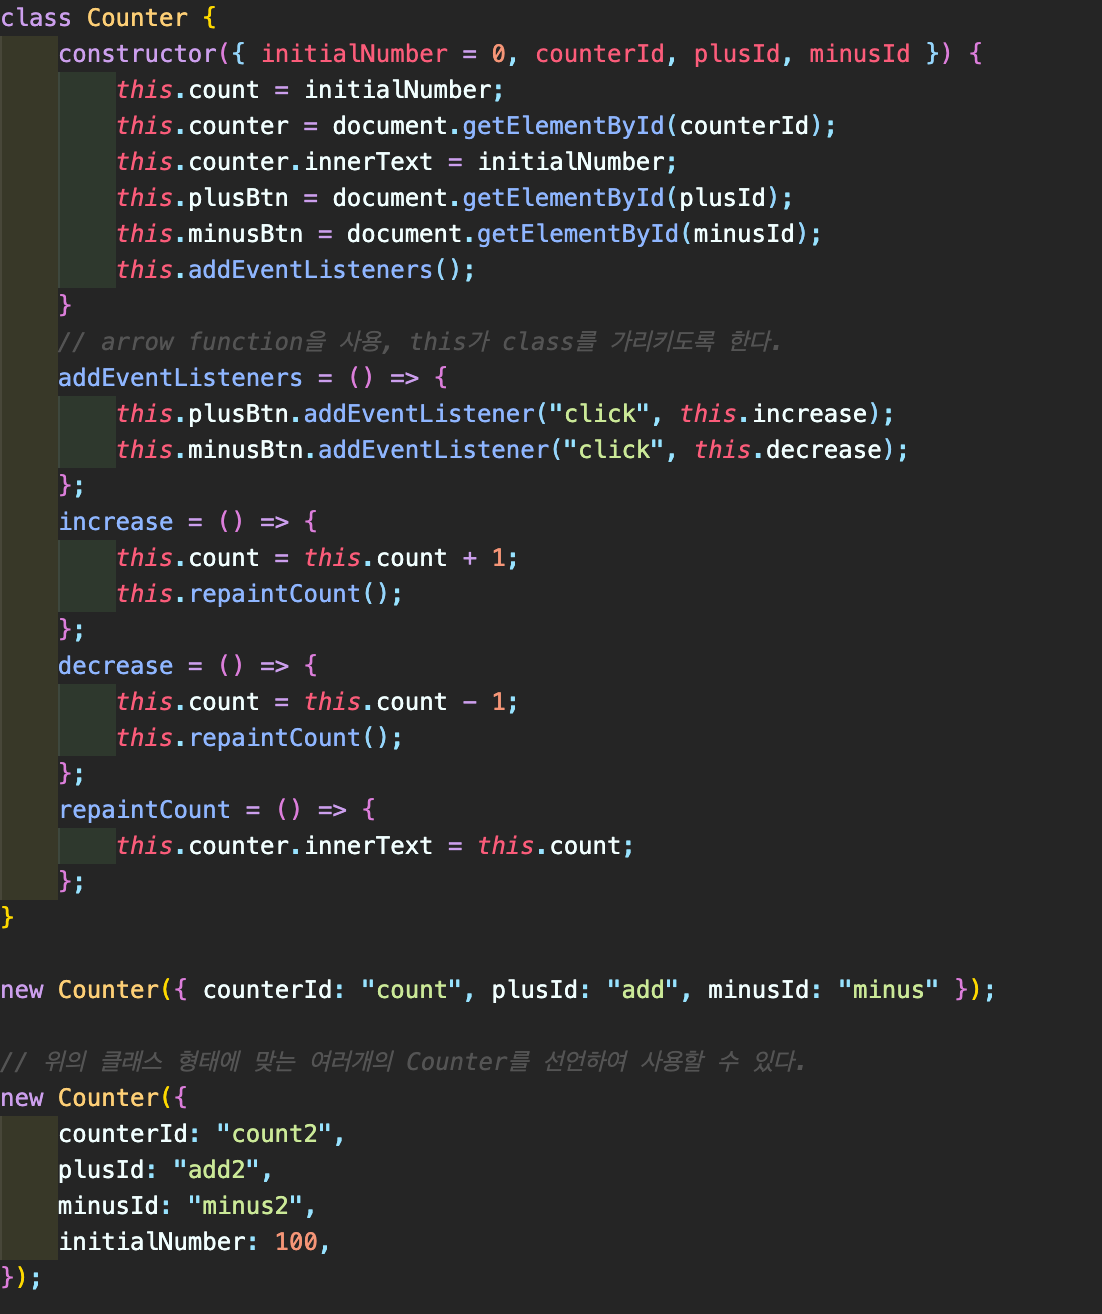 class Counter {
constructor({ initialNumber = 0, counterId, plusId, minusId }) {
this.count = initialNumber;
this.counter = document.getElementById(counterId);
this.counter.innerText = initialNumber;
this.plusBtn = document.getElementById(plusId);
this.minusBtn = document.getElementById(minusId);
this.addEventListeners();
}
// arrow function을 사용, this가 class를 가리키도록 한다.
addEventListeners = () => {
this.plusBtn.addEventListener("click", this.increase);
this.minusBtn.addEventListener("click", this.decrease);
};
increase = () => {
this.count = this.count + 1;
this.repaintCount();
};
decrease = () => {
this.count = this.count - 1;
this.repaintCount();
};
repaintCount = () => {
this.counter.innerText = this.count;
};
}
new Counter({ counterId: "count", plusId: "add", minusId: "minus" });
// 위의 클래스 형태에 맞는 여러개의 Counter를 선언하여 사용할 수 있다.
new Counter({
counterId: "count2",
plusId: "add2",
minusId: "minus2",
initialNumber: 100,
});